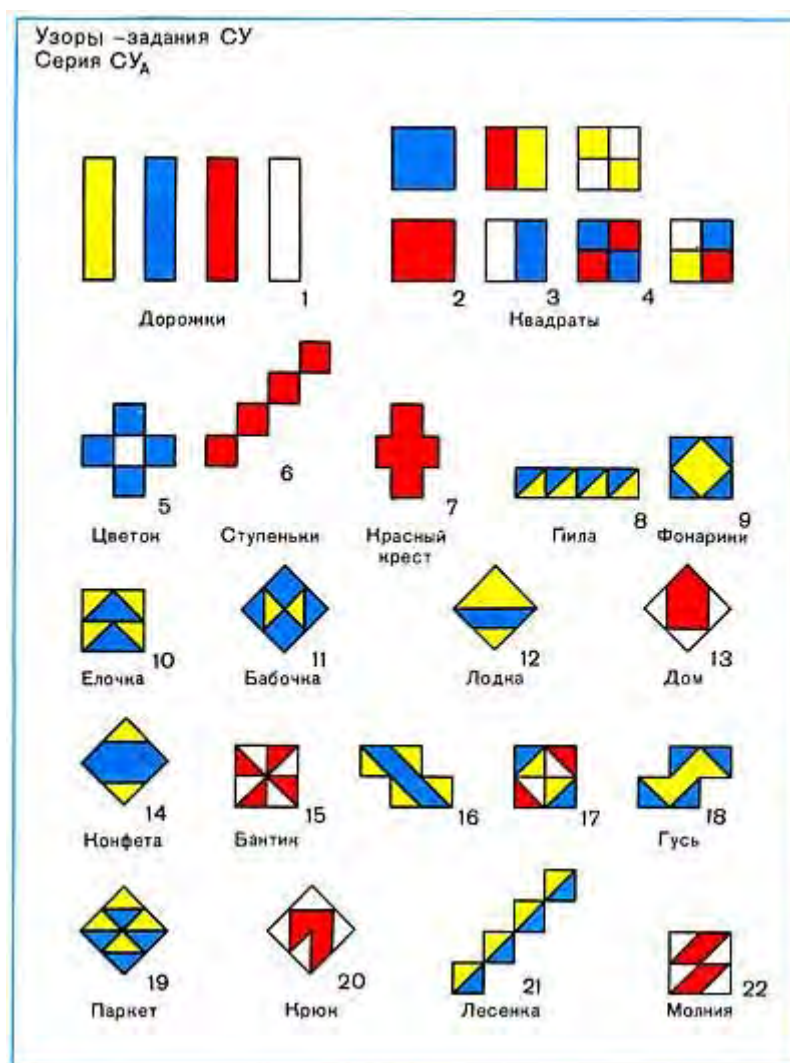 Узоры -задания СУ
Серия СУА
1
Дорожки
2 3 4
Квадраты
5
Цветок
6
Ступеньки
7
Красный
крест
8
Пила
9
Фонарики
10
Елочка
11
Бабочка
12
Лодка
13
Дом
14
Конфета
15
Бантик
16
17
18
Гусь
19
Паркет
20
Крюк
21
Лесенка
22
Молния